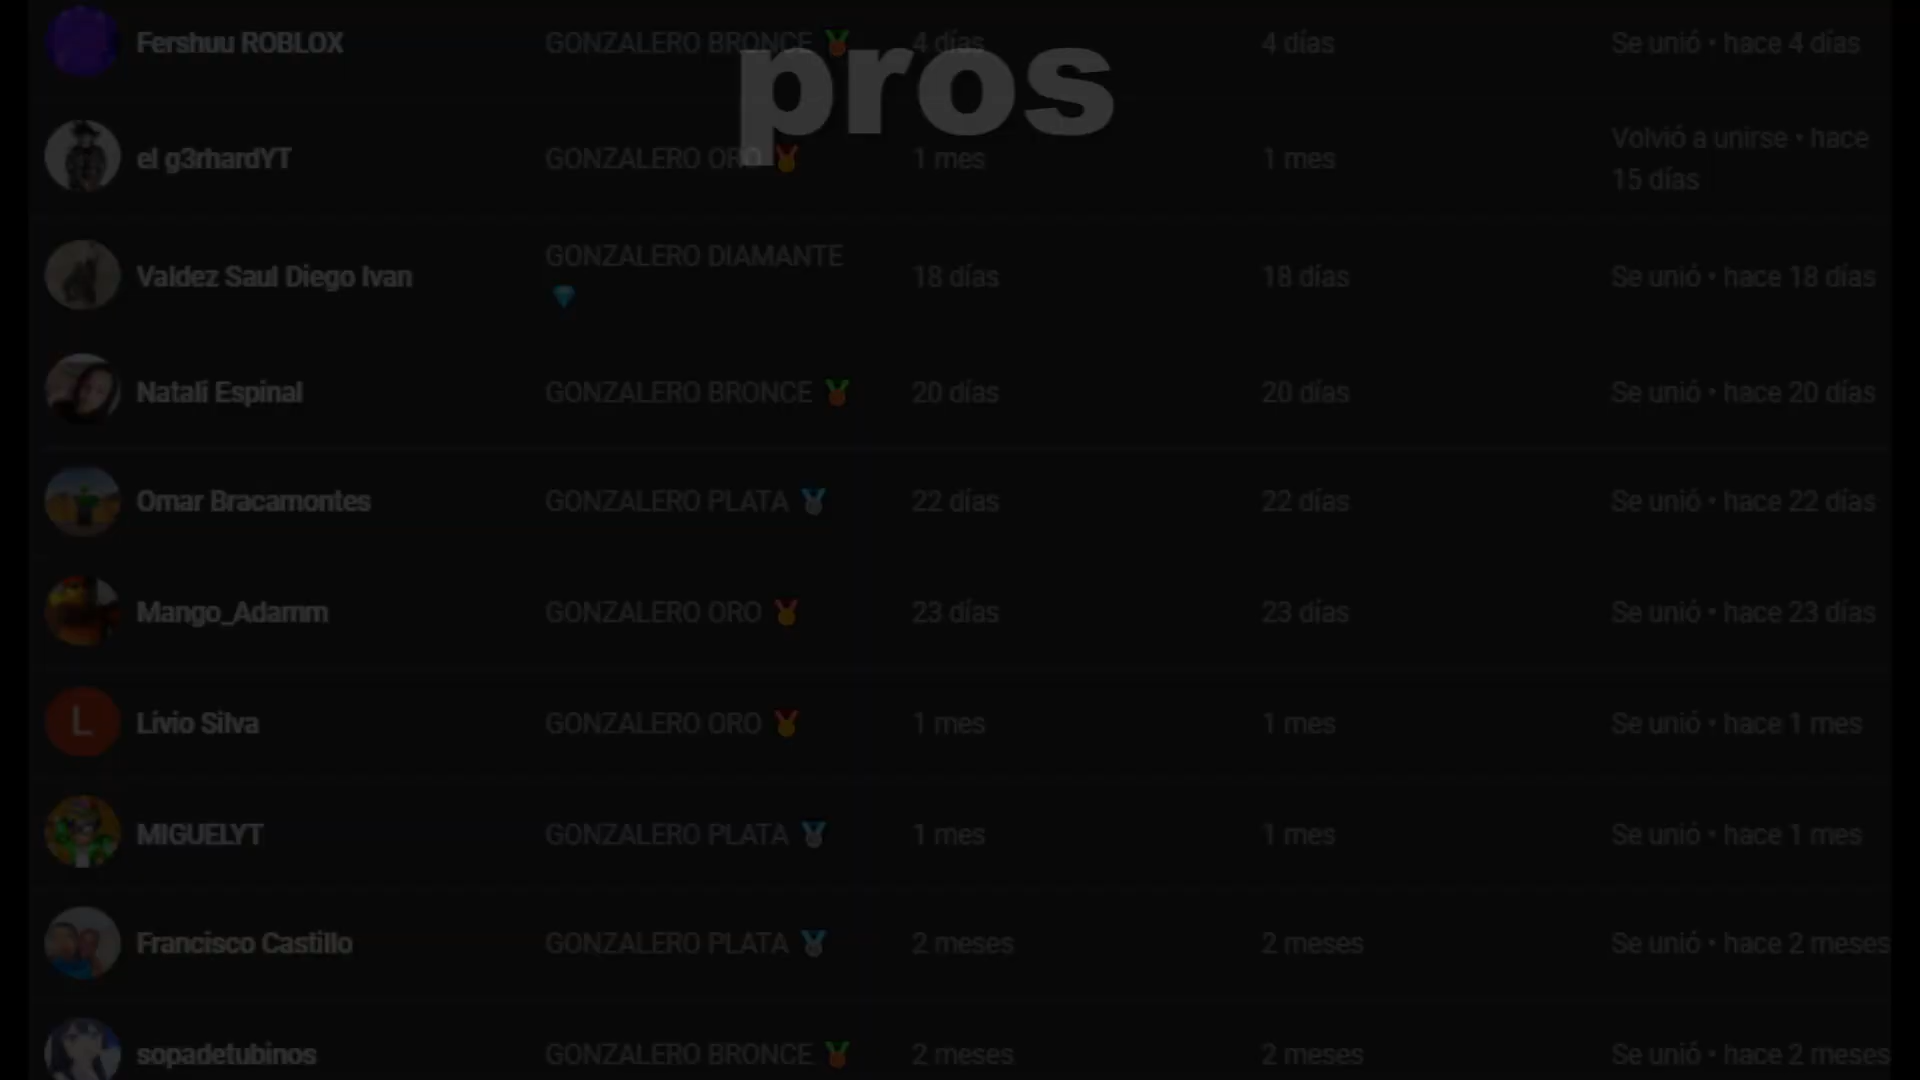 pros
Fershuu ROBLOX GONZALERO BRONCE 4 días 4 días Se unió • hace 4 días
el g3rhardYT GONZALERO ORO 1 mes 1 mes Volvió a unirse • hace
15 días
Valdez Saul Diego Ivan GONZALERO DIAMANTE 18 días 18 días Se unió • hace 18 días
Natalí Espinal GONZALERO BRONCE 20 días 20 días Se unió • hace 20 días
Omar Bracamontes GONZALERO PLATA 22 días 22 días Se unió • hace 22 días
Mango_Adamm GONZALERO ORO 23 días 23 días Se unió • hace 23 días
L Livio Silva GONZALERO ORO 1 mes 1 mes Se unió • hace 1 mes
MIGUELYT GONZALERO PLATA 1 mes 1 mes Se unió • hace 1 mes
Francisco Castillo GONZALERO PLATA 2 meses 2 meses Se unió • hace 2 meses
sopadetubinos GONZALERO BRONCE 2 meses 2 meses Se unió • hace 2 meses